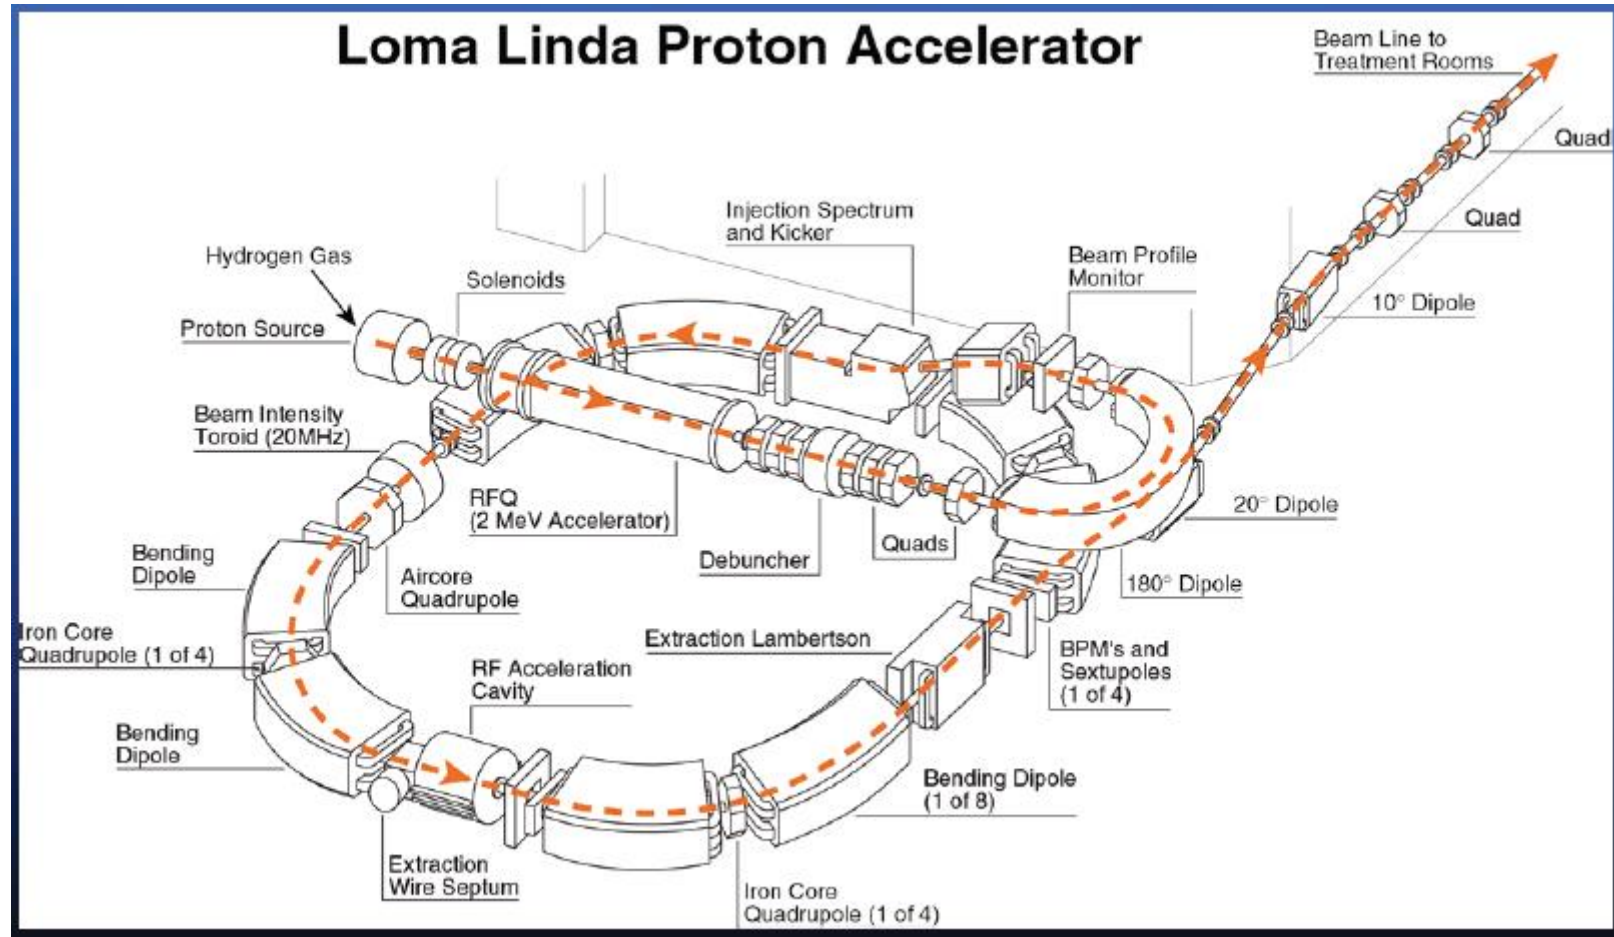 Loma Linda Proton Accelerator
Beam Line to
Treatment Rooms
Quad
Injection Spectrum
and Kicker
Quad
Hydrogen Gas
Solenoids
Beam Profile
Monitor
10° Dipole
Proton Source
Beam Intensity
Toroid (20MHz)
RFQ
(2 MeV Accelerator)
20° Dipole
Quads
Debuncher
Bending
Dipole
Aircore
Quadrupole
180° Dipole
Iron Core
Quadrupole (1 of 4)
Extraction Lambertson
BPM's and
Sextupoles
(1 of 4)
RF Acceleration
Cavity
Bending
Dipole
Bending Dipole
(1 of 8)
Extraction
Wire Septum
Iron Core
Quadrupole (1 of 4)